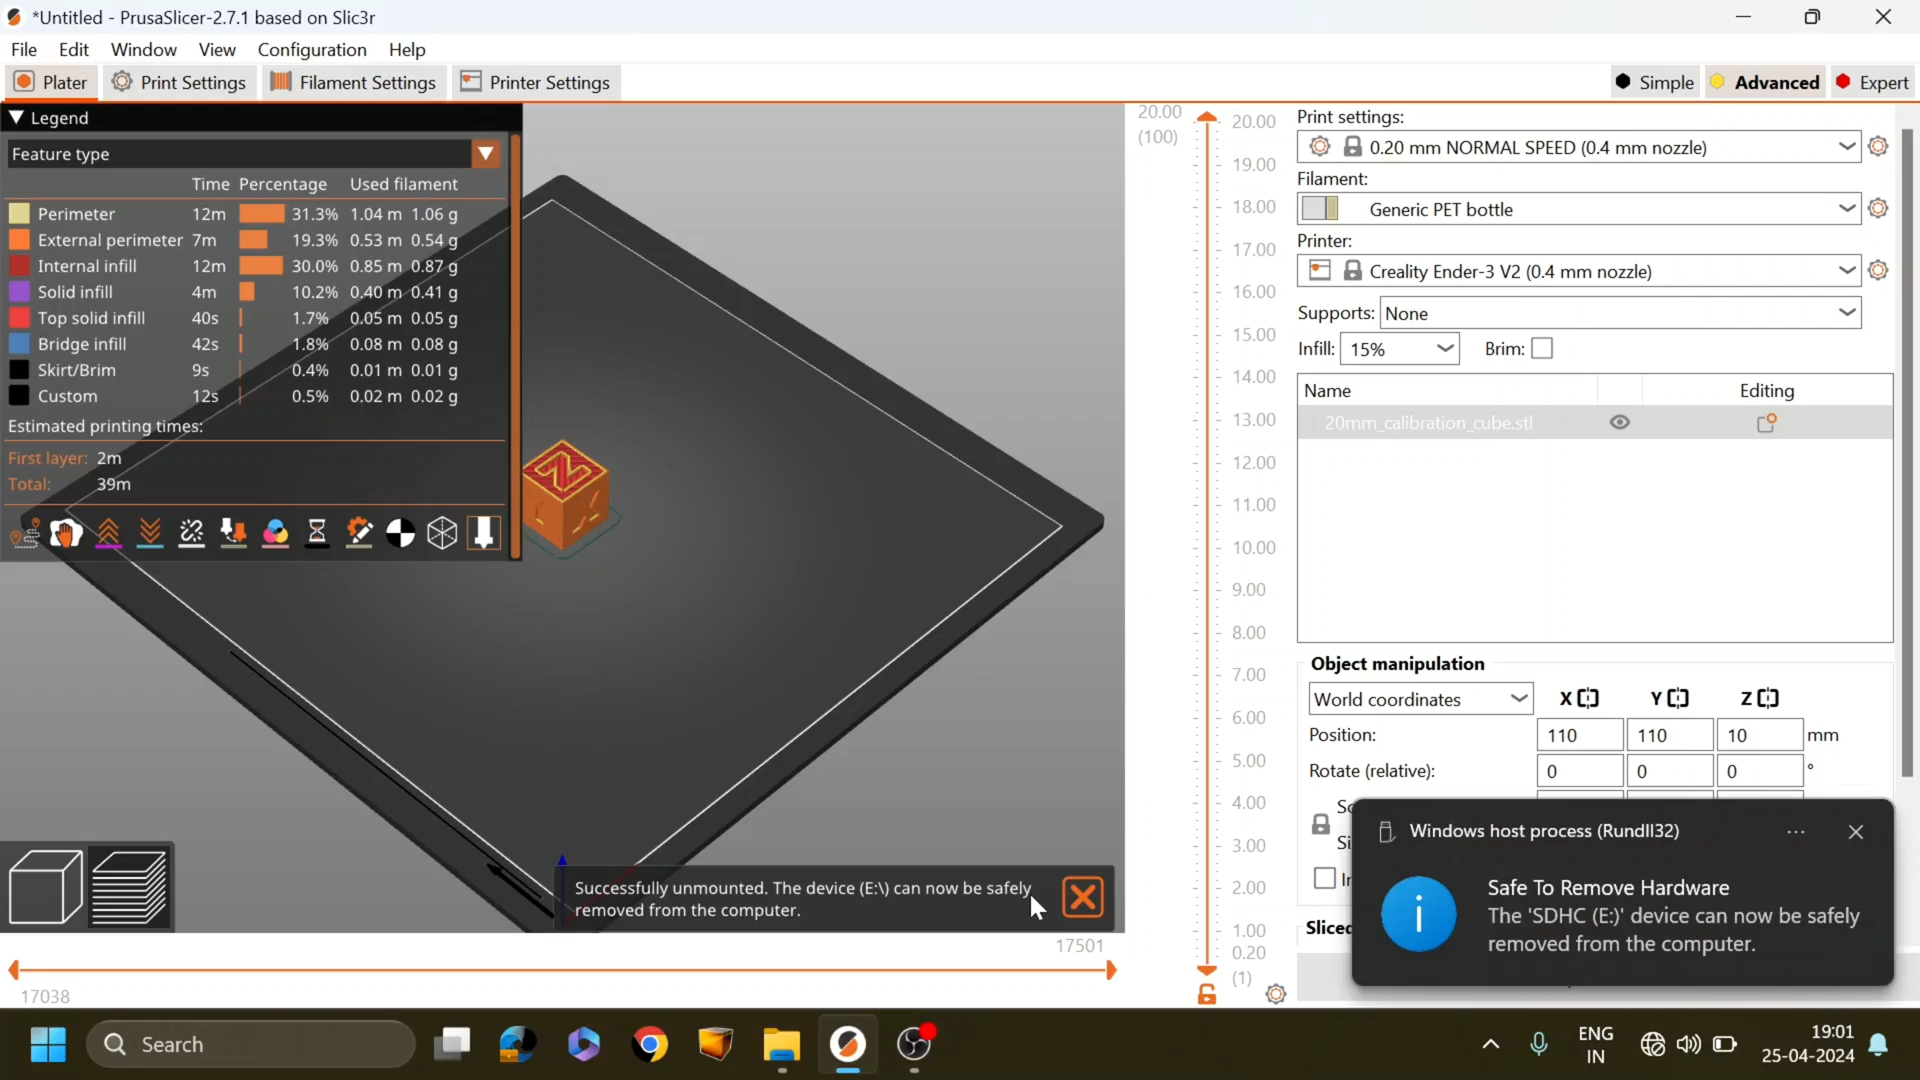 *Untitled - PrusaSlicer-2.7.1 based on Slic3r
File Edit Window View Configuration Help
Plater Print Settings Filament Settings Printer Settings Simple Advanced Expert
Legend
Feature type
Time Percentage Used filament
Perimeter 12m 31.3% 1.04 m 1.06 g
External perimeter 7m 19.3% 0.53 m 0.54 g
Internal infill 12m 30.0% 0.85 m 0.87 g
Solid infill 4m 10.2% 0.40 m 0.41 g
Top solid infill 40s 1.7% 0.05 m 0.05 g
Bridge infill 42s 1.8% 0.08 m 0.08 g
Skirt/Brim 9s 0.4% 0.01 m 0.01 g
Custom 12s 0.5% 0.02 m 0.02 g
Estimated printing times:
First layer: 2m
Total: 39m
Z
Y X
Successfully unmounted. The device (E:\) can now be safely
removed from the computer.
17501
17038
20.00
(100)
20.00
19.00
18.00
17.00
16.00
15.00
14.00
13.00
12.00
11.00
10.00
9.00
8.00
7.00
6.00
5.00
4.00
3.00
2.00
1.00
0.20
(1)
Print settings:
0.20 mm NORMAL SPEED (0.4 mm nozzle)
Filament:
Generic PET bottle
Printer:
Creality Ender-3 V2 (0.4 mm nozzle)
Supports: None
Infill: 15% Brim:
Name Editing
20mm_calibration_cube.stl
Object manipulation
World coordinates X Y Z
Position: 110 110 10 mm
Rotate (relative): 0 0 0 °
Sc
Si
In
Sliced
Windows host process (Rundll32)
Safe To Remove Hardware
The 'SDHC (E:)' device can now be safely
removed from the computer.
Search
ENG
IN
19:01
25-04-2024